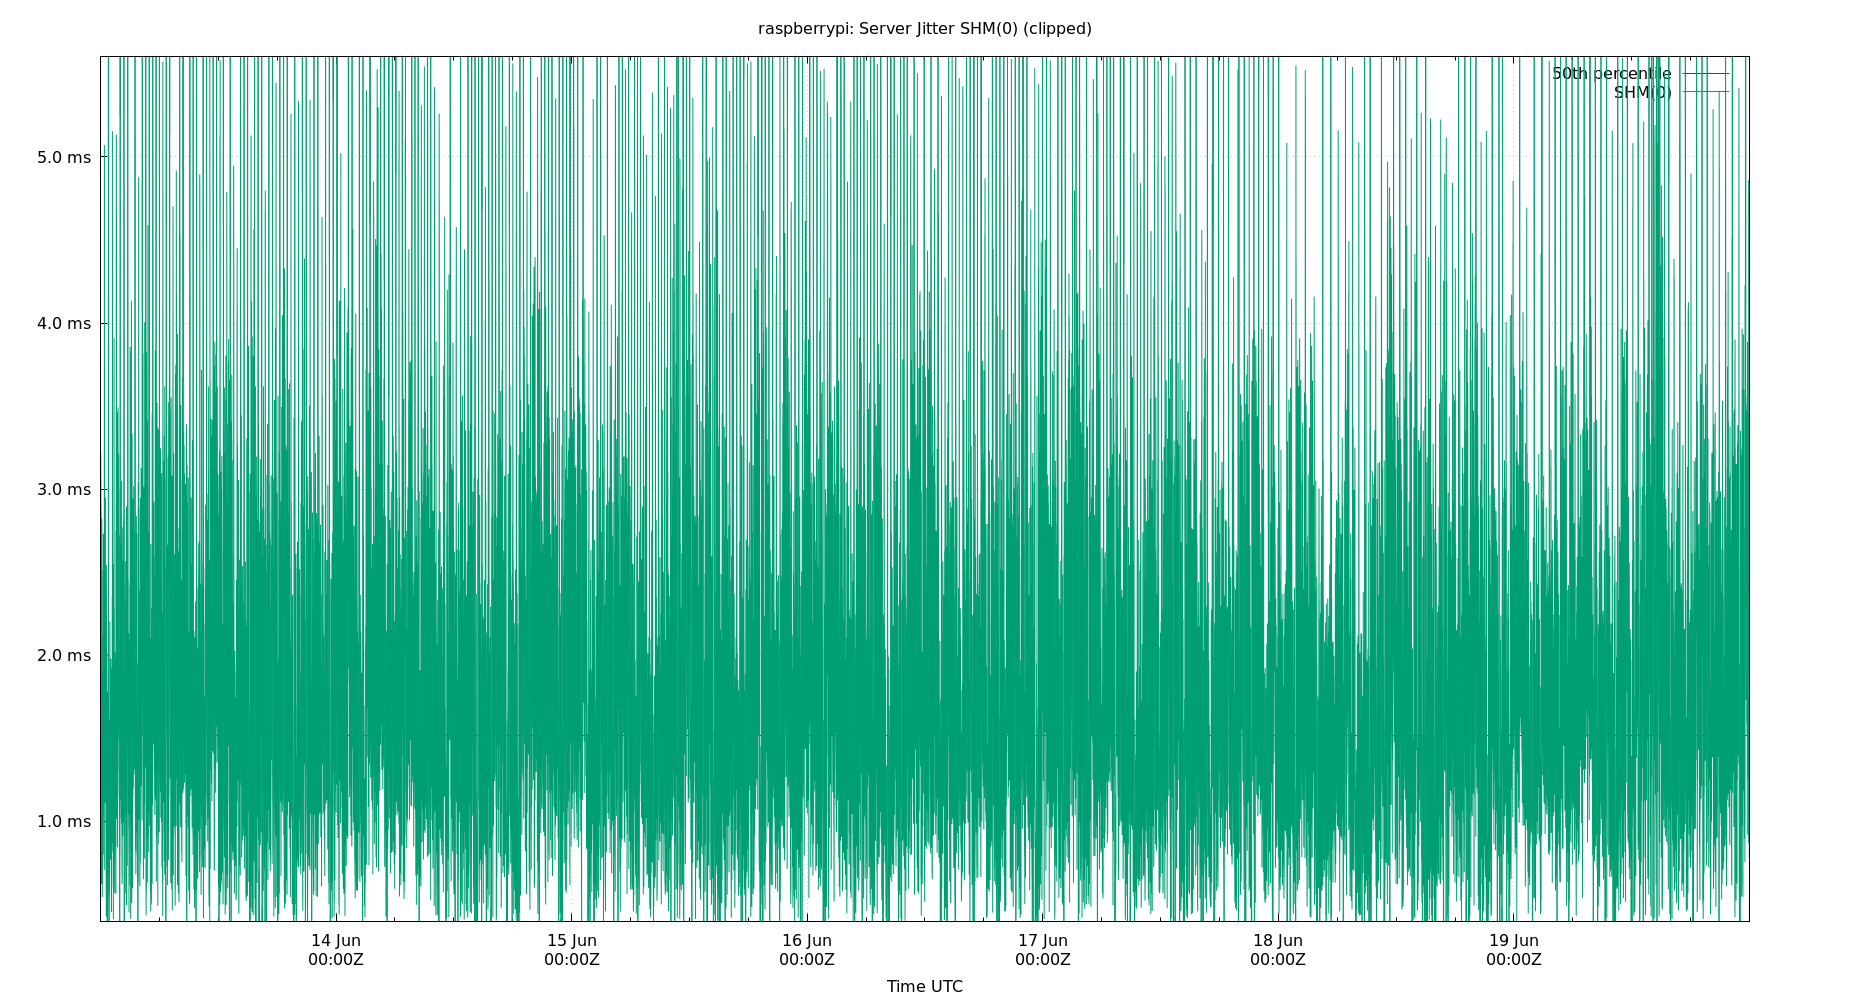 raspberrypi: Server Jitter SHM(0) (clipped)
50th percentile
SHM(0)
5.0 ms
4.0 ms
3.0 ms
2.0 ms
1.0 ms
14 Jun 15 Jun 16 Jun 17 Jun 18 Jun 19 Jun
00:00Z 00:00Z 00:00Z 00:00Z 00:00Z 00:00Z
Time UTC